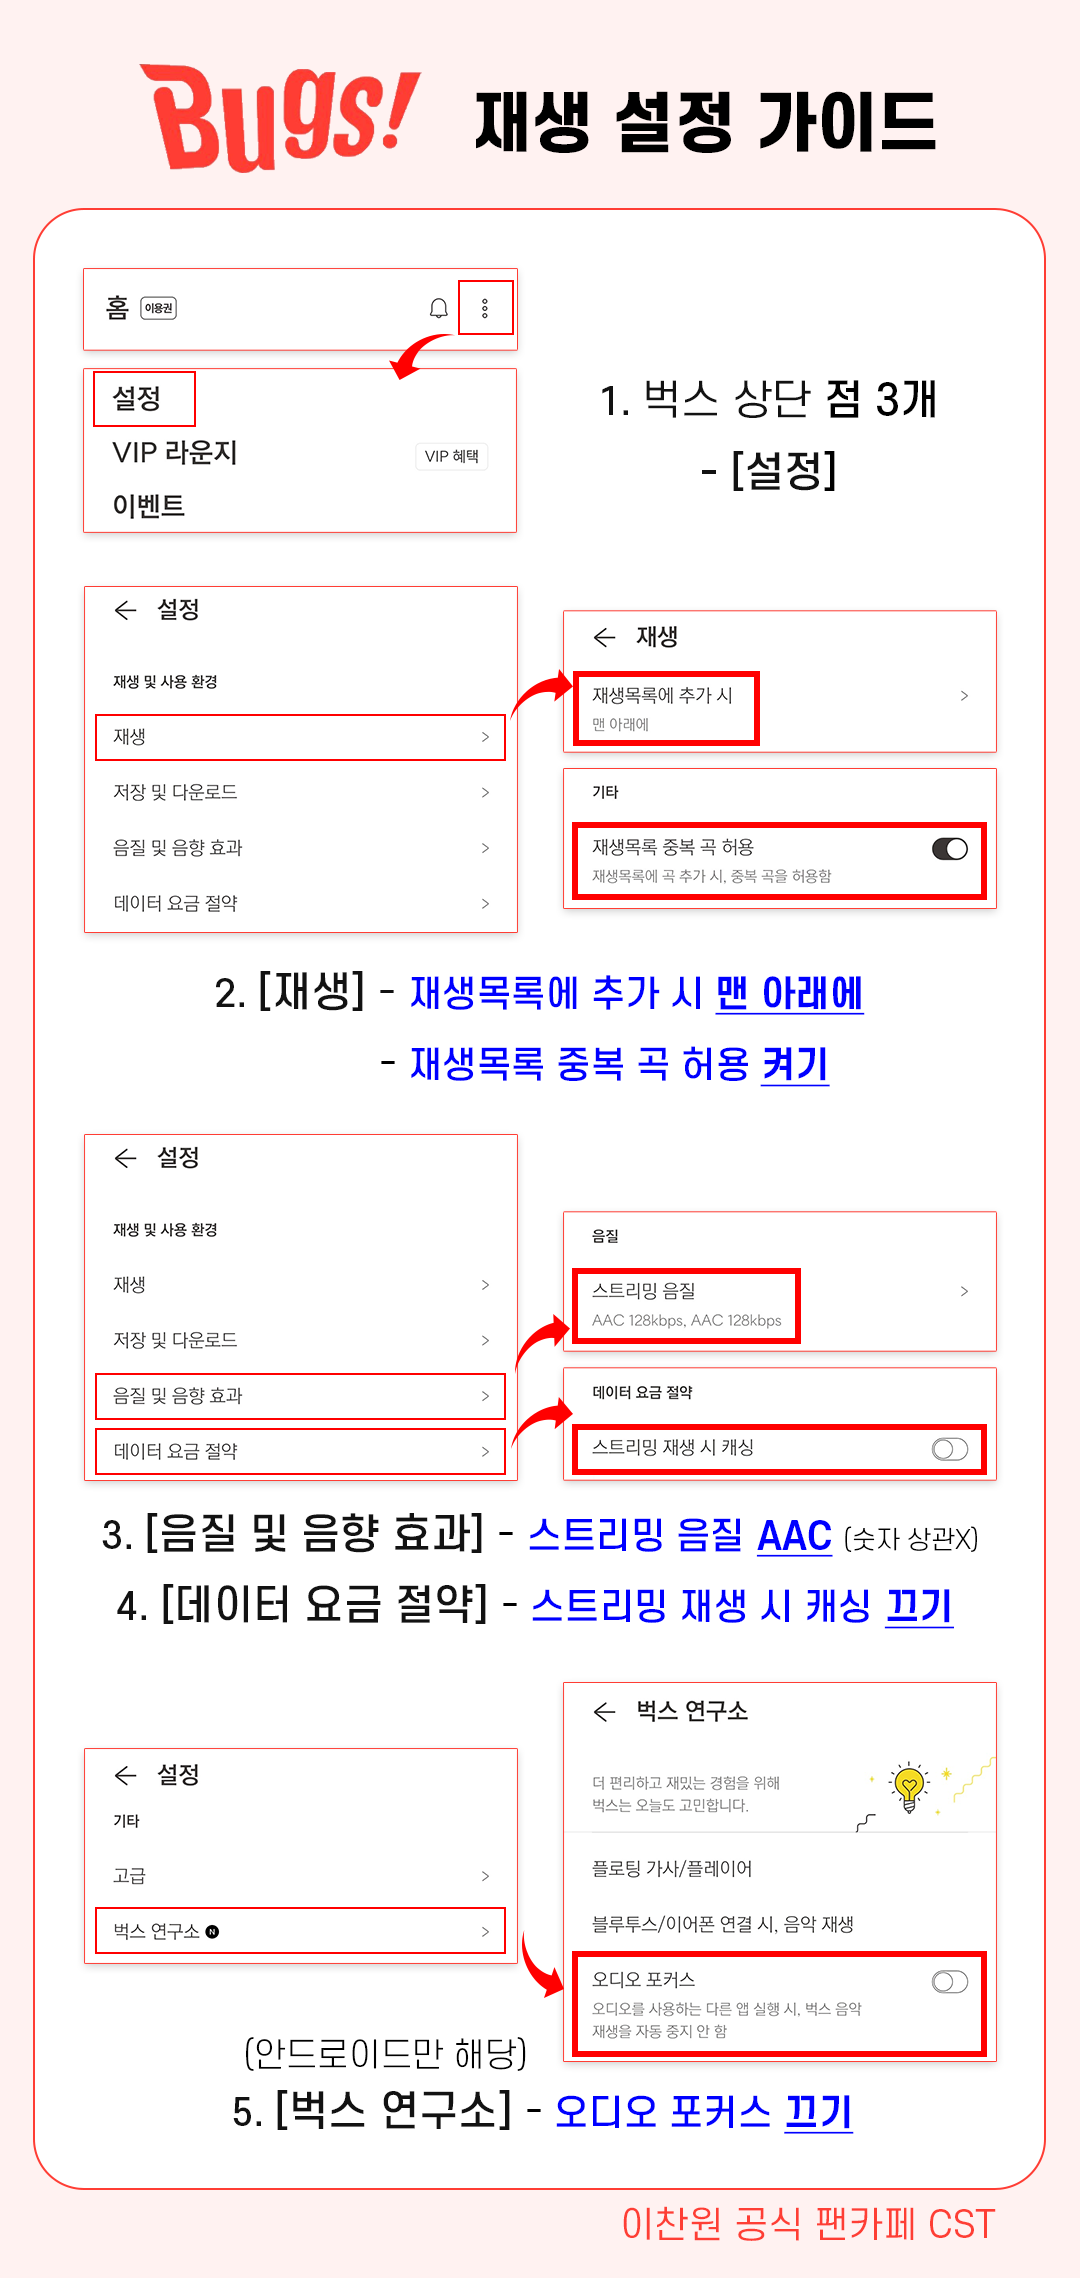 Bugs! 재생 설정 가이드
홈 이용권
설정
VIP 라운지 VIP 혜택
이벤트
1. 벅스 상단 점 3개
- [설정]
설정
재생 및 사용 환경
재생
저장 및 다운로드
음질 및 음향 효과
데이터 요금 절약
재생
재생목록에 추가 시
맨 아래에
기타
재생목록 중복 곡 허용
재생목록에 곡 추가 시, 중복 곡을 허용함
2. [재생] - 재생목록에 추가 시 맨 아래에
- 재생목록 중복 곡 허용 켜기
설정
재생 및 사용 환경
재생
저장 및 다운로드
음질 및 음향 효과
데이터 요금 절약
음질
스트리밍 음질
AAC 128kbps, AAC 128kbps
데이터 요금 절약
스트리밍 재생 시 캐싱
3. [음질 및 음향 효과] - 스트리밍 음질 AAC (숫자 상관X)
4. [데이터 요금 절약] - 스트리밍 재생 시 캐싱 끄기
설정
기타
고급
벅스 연구소 N
벅스 연구소
더 편리하고 재밌는 경험을 위해
벅스는 오늘도 고민합니다.
플로팅 가사/플레이어
블루투스/이어폰 연결 시, 음악 재생
오디오 포커스
오디오를 사용하는 다른 앱 실행 시, 벅스 음악
재생을 자동 중지 안 함
(안드로이드만 해당)
5. [벅스 연구소] - 오디오 포커스 끄기
이찬원 공식 팬카페 CST